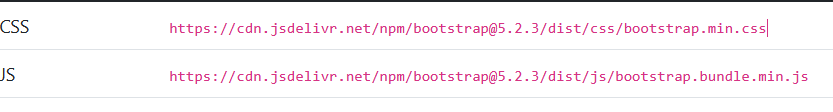 CSS https://cdn.jsdelivr.net/npm/bootstrap@5.2.3/dist/css/bootstrap.min.css
JS https://cdn.jsdelivr.net/npm/bootstrap@5.2.3/dist/js/bootstrap.bundle.min.js